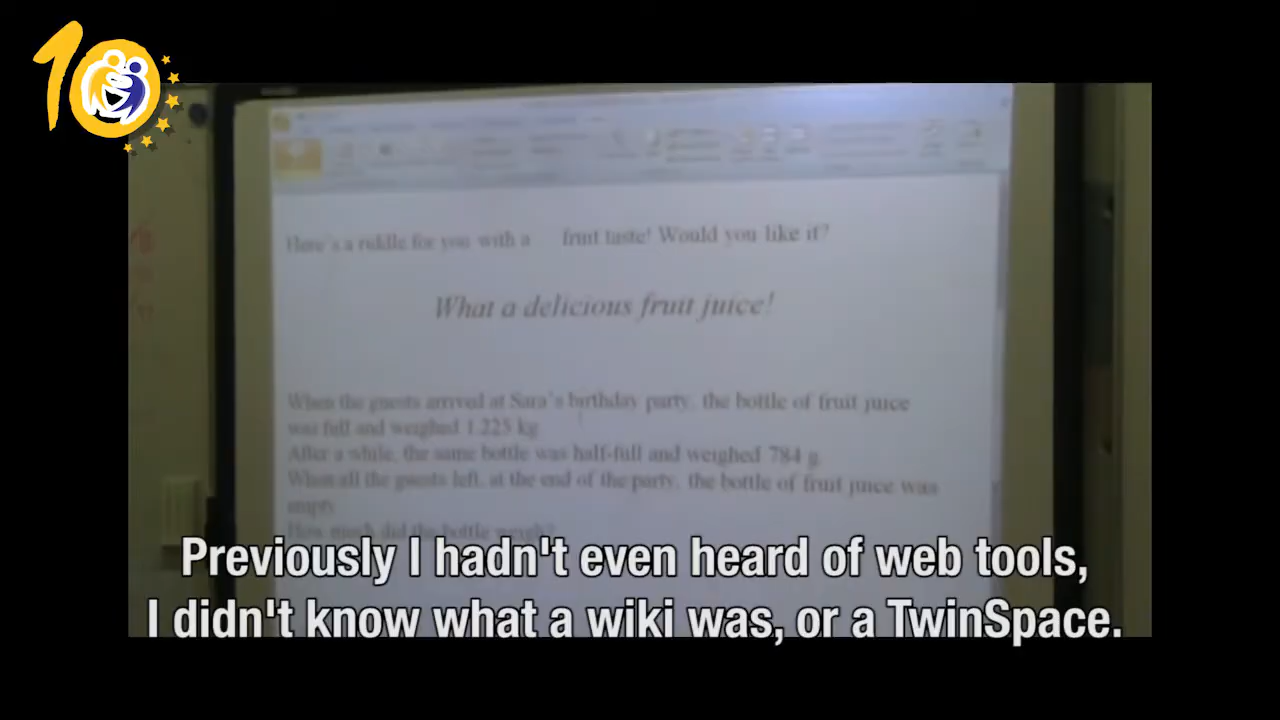 10
Here's a riddle for you with a fruit taste! Would you like it?
What a delicious fruit juice!
When the guests arrived at Sara's birthday party, the bottle of fruit juice
was full and weighed 1.225 kg
After a while, the same bottle was half-full and weighed 784 g
When all the guests left, at the end of the party, the bottle of fruit juice was
empty
How much did the bottle weigh?
Previously I hadn't even heard of web tools,
I didn't know what a wiki was, or a TwinSpace.